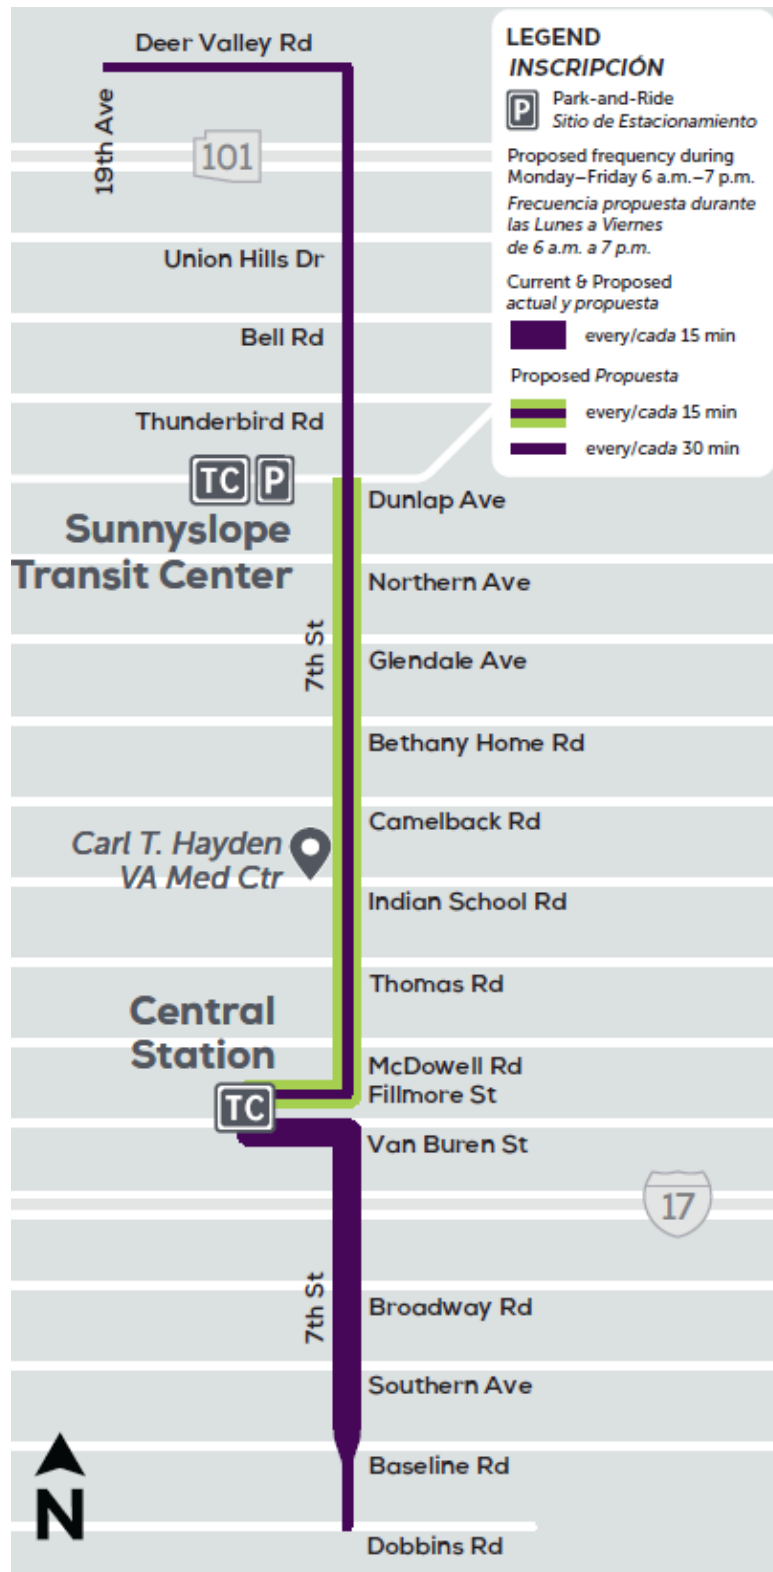 Deer Valley Rd
19th Ave
101
Union Hills Dr
Bell Rd
Thunderbird Rd
TC P
Sunnyslope
Transit Center
Dunlap Ave
Northern Ave
7th St
Glendale Ave
Bethany Home Rd
Camelback Rd
Carl T. Hayden
VA Med Ctr
Indian School Rd
Thomas Rd
Central
Station
TC
McDowell Rd
Fillmore St
Van Buren St
17
7th St
Broadway Rd
Southern Ave
Baseline Rd
Dobbins Rd
N
LEGEND
INSCRIPCIÓN
P
Park-and-Ride
Sitio de Estacionamiento
Proposed frequency during
Monday–Friday 6 a.m.–7 p.m.
Frecuencia propuesta durante
las Lunes a Viernes
de 6 a.m. a 7 p.m.
Current & Proposed
actual y propuesta
every/cada 15 min
Proposed Propuesta
every/cada 15 min
every/cada 30 min